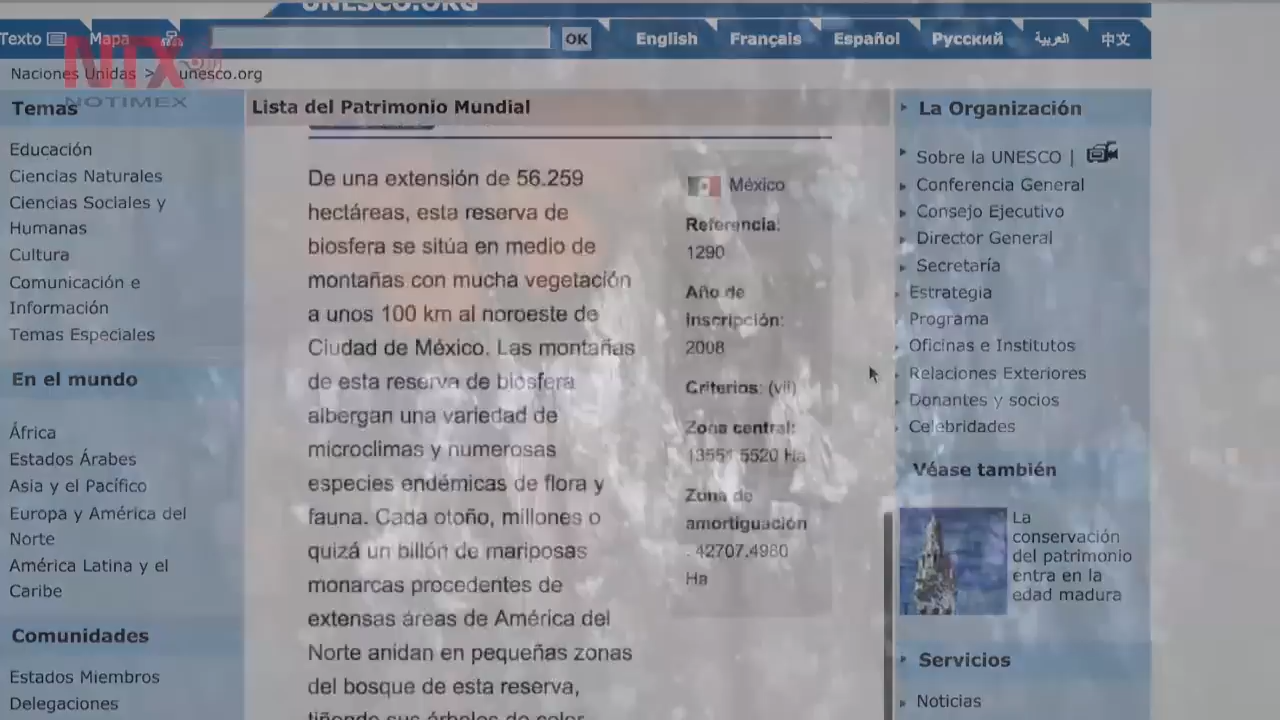 UNESCO.ORG
Texto
Mapa
OK
English
Français
Español
Русский
العربية
中文
NTX
NOTIMEX
Naciones Unidas >
unesco.org
Temas
Educación
Ciencias Naturales
Ciencias Sociales y
Humanas
Cultura
Comunicación e
Información
Temas Especiales
En el mundo
África
Estados Árabes
Asia y el Pacífico
Europa y América del
Norte
América Latina y el
Caribe
Comunidades
Estados Miembros
Delegaciones
Lista del Patrimonio Mundial
De una extensión de 56.259
hectáreas, esta reserva de
biosfera se sitúa en medio de
montañas con mucha vegetación
a unos 100 km al noroeste de
Ciudad de México. Las montañas
de esta reserva de biosfera
albergan una variedad de
microclimas y numerosas
especies endémicas de flora y
fauna. Cada otoño, millones o
quizá un billón de mariposas
monarcas procedentes de
extensas áreas de América del
Norte anidan en pequeñas zonas
del bosque de esta reserva,
tiñendo sus árboles de color
México
Referencia:
1290
Año de
Inscripción:
2008
Criterios: (vii)
Zona central:
13551.5520 Ha
Zona de
amortiguación
: 42707.4980
Ha
La Organización
Sobre la UNESCO |
Conferencia General
Consejo Ejecutivo
Director General
Secretaría
Estrategia
Programa
Oficinas e Institutos
Relaciones Exteriores
Donantes y socios
Celebridades
Véase también
La
conservación
del patrimonio
entra en la
edad madura
Servicios
Noticias